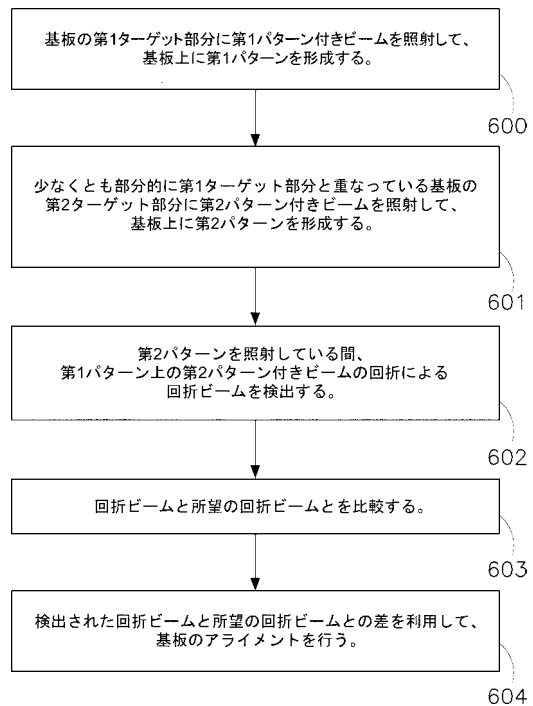 基板の第1ターゲット部分に第1パターン付きビームを照射して、
基板上に第1パターンを形成する。
600
少なくとも部分的に第1ターゲット部分と重なっている基板の
第2ターゲット部分に第2パターン付きビームを照射して、
基板上に第2パターンを形成する。
601
第2パターンを照射している間、
第1パターン上の第2パターン付きビームの回折による
回折ビームを検出する。
602
回折ビームと所望の回折ビームとを比較する。
603
検出された回折ビームと所望の回折ビームとの差を利用して、
基板のアライメントを行う。
604